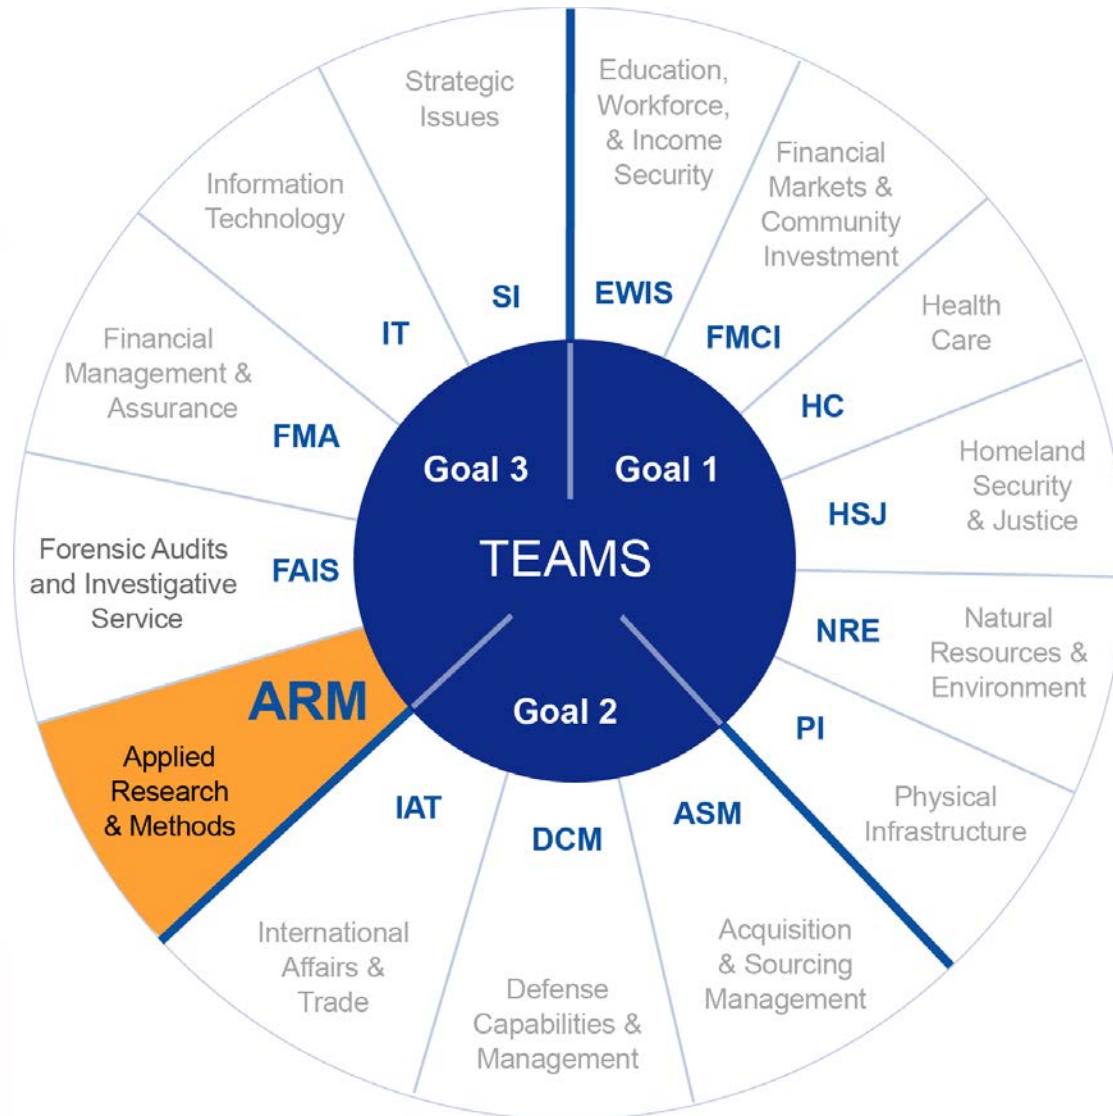 Strategic
Issues
SI
Education,
Workforce,
& Income
Security
EWIS
Financial
Markets &
Community
Investment
FMCI
Health
Care
HC
Homeland
Security
& Justice
HSJ
Natural
Resources &
Environment
NRE
Physical
Infrastructure
PI
Acquisition
& Sourcing
Management
ASM
Defense
Capabilities &
Management
DCM
International
Affairs &
Trade
IAT
Applied
Research
& Methods
ARM
Forensic Audits
and Investigative
Service
FAIS
Financial
Management &
Assurance
FMA
Information
Technology
IT
Goal 3
Goal 1
TEAMS
Goal 2